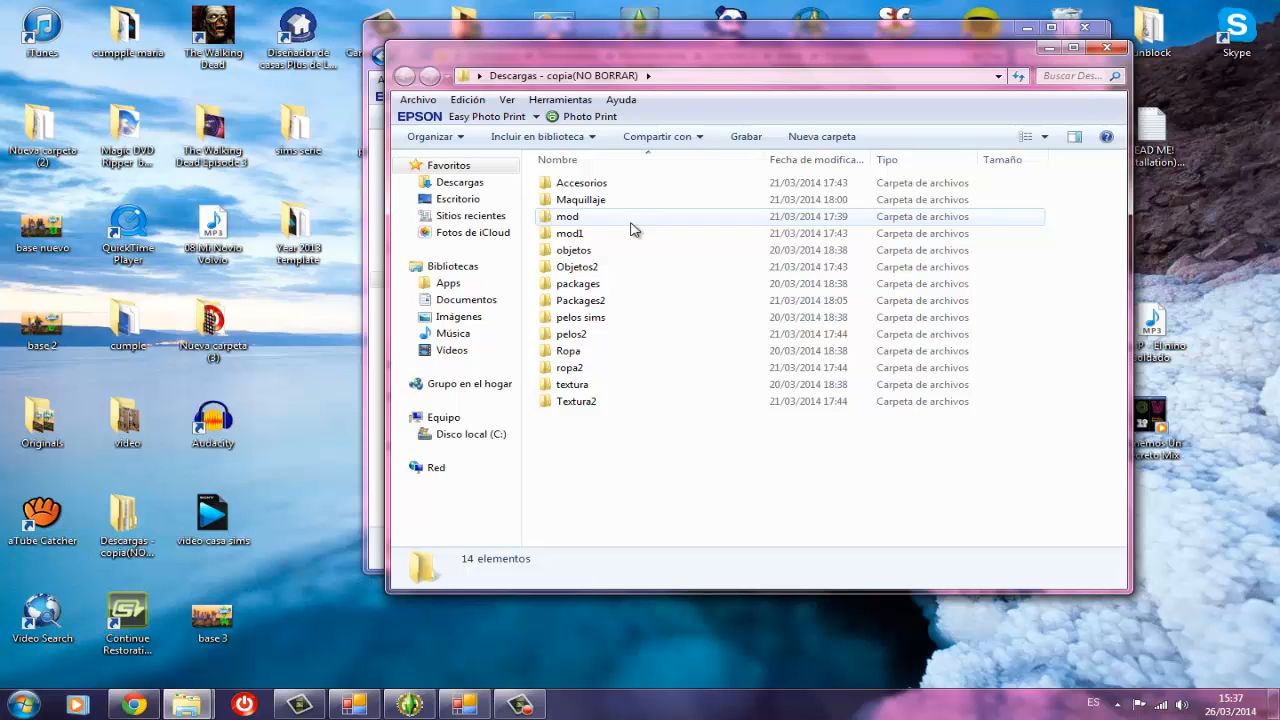 iTunes
cumpple maria
The Walking
Dead
Diseñador de
casas Plus de L...
Nueva carpeta
(2)
Magic DVD
Ripper b...
The Walking
Dead Episode 3
sims serie
base nuevo
QuickTime
Player
08 Mi Novio
Volvio
Year 2013
template
base 2
cumple
Nueva carpeta
(3)
Originals
video
Audacity
aTube Catcher
Descargas -
copia(NO...
video casa sims
Video Search
Continue
Restorati...
base 3
Skype
Descargas - copia(NO BORRAR)
Buscar Des...
Archivo Edición Ver Herramientas Ayuda
EPSON Easy Photo Print Photo Print
Organizar Incluir en biblioteca Compartir con Grabar Nueva carpeta
Favoritos
Descargas
Escritorio
Sitios recientes
Fotos de iCloud
Bibliotecas
Apps
Documentos
Imágenes
Música
Vídeos
Grupo en el hogar
Equipo
Disco local (C:)
Red
Nombre Fecha de modifica... Tipo Tamaño
Accesorios 21/03/2014 17:43 Carpeta de archivos
Maquillaje 21/03/2014 18:00 Carpeta de archivos
mod 21/03/2014 17:39 Carpeta de archivos
mod1 21/03/2014 17:43 Carpeta de archivos
objetos 20/03/2014 18:38 Carpeta de archivos
Objetos2 21/03/2014 17:43 Carpeta de archivos
packages 20/03/2014 18:38 Carpeta de archivos
Packages2 21/03/2014 18:05 Carpeta de archivos
pelos sims 20/03/2014 18:38 Carpeta de archivos
pelos2 21/03/2014 17:44 Carpeta de archivos
Ropa 20/03/2014 18:38 Carpeta de archivos
ropa2 21/03/2014 17:44 Carpeta de archivos
textura 20/03/2014 18:38 Carpeta de archivos
Textura2 21/03/2014 17:44 Carpeta de archivos
14 elementos
MP3
ES
15:37
26/03/2014